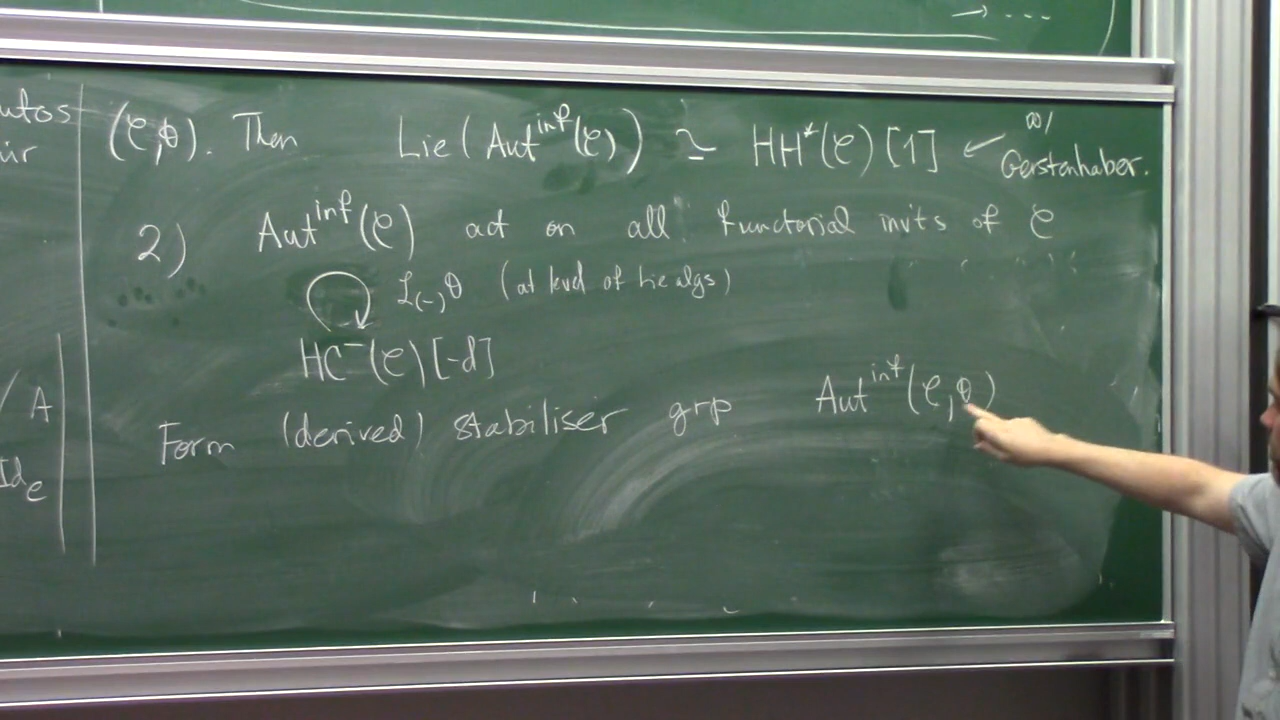 → ...
utos
ür
(𝒞,θ). Then Lie(Aut^inf(𝒞)) ≃ HH*(𝒞)[1] ← w/ Gerstenhaber.
2) Aut^inf(𝒞) act on all functorial invts of 𝒞
↻ ℒ_(-)θ (at level of Lie algs)
HC⁻(𝒞)[-d]
/ A
Form (derived) stabiliser grp Aut^inf(𝒞,θ)
Id_𝒞